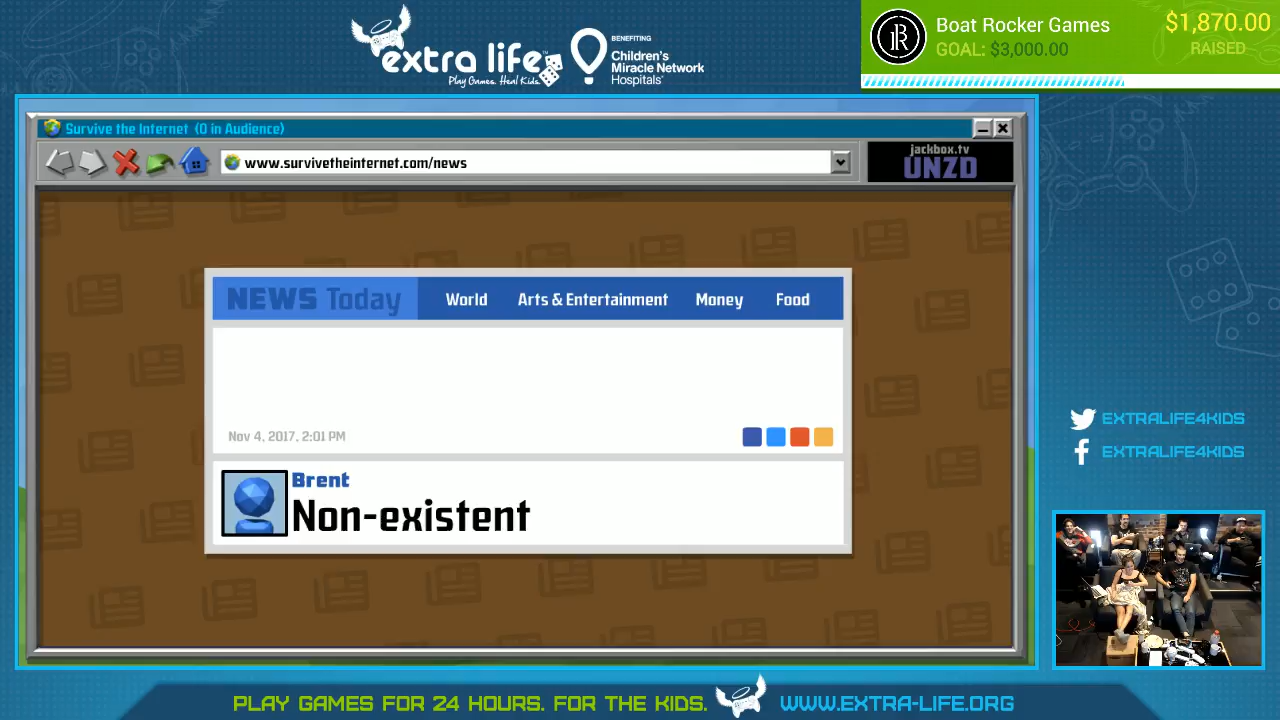 extra life
Play Games. Heal Kids.
BENEFITING
Children's
Miracle Network
Hospitals
Boat Rocker Games
GOAL: $3,000.00
$1,870.00
RAISED
Survive the Internet (0 in Audience)
www.survivetheinternet.com/news
jackbox.tv
UNZD
NEWS Today
World
Arts & Entertainment
Money
Food
Nov 4, 2017, 2:01 PM
Brent
Non-existent
EXTRALIFE4KIDS
EXTRALIFE4KIDS
PLAY GAMES FOR 24 HOURS. FOR THE KIDS.
WWW.EXTRA-LIFE.ORG